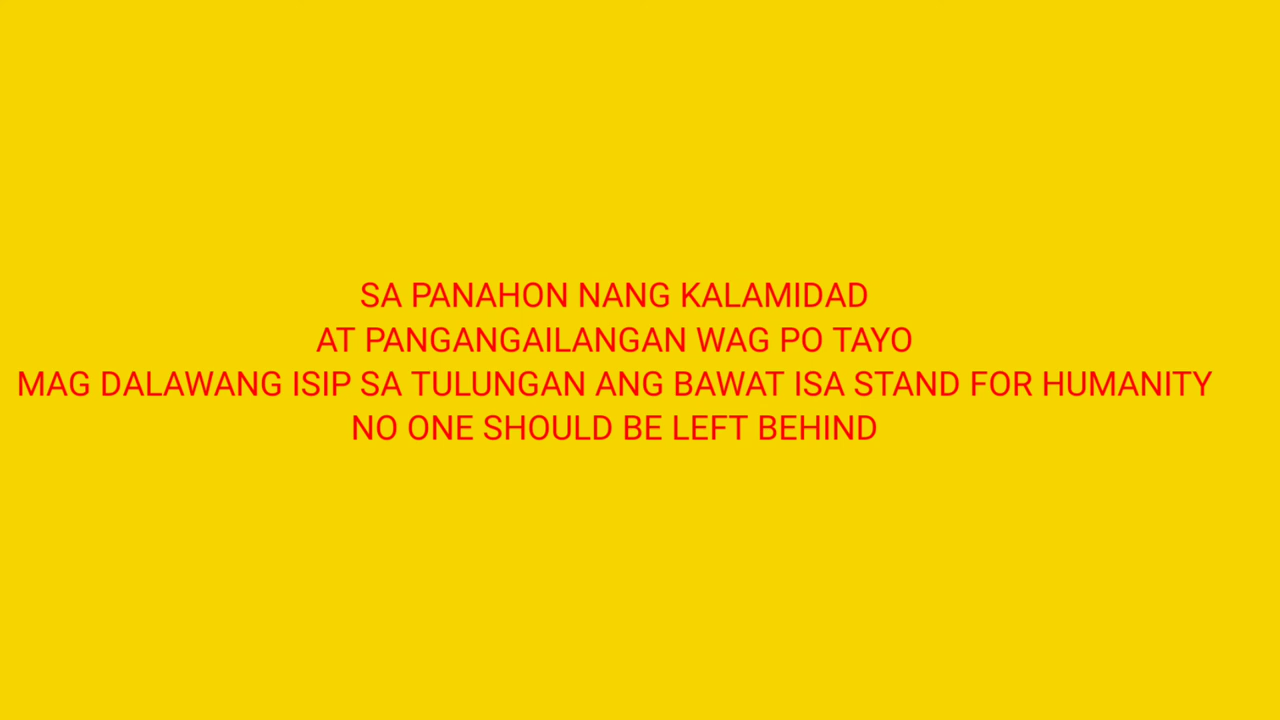 SA PANAHON NANG KALAMIDAD
AT PANGANGAILANGAN WAG PO TAYO
MAG DALAWANG ISIP SA TULUNGAN ANG BAWAT ISA STAND FOR HUMANITY
NO ONE SHOULD BE LEFT BEHIND